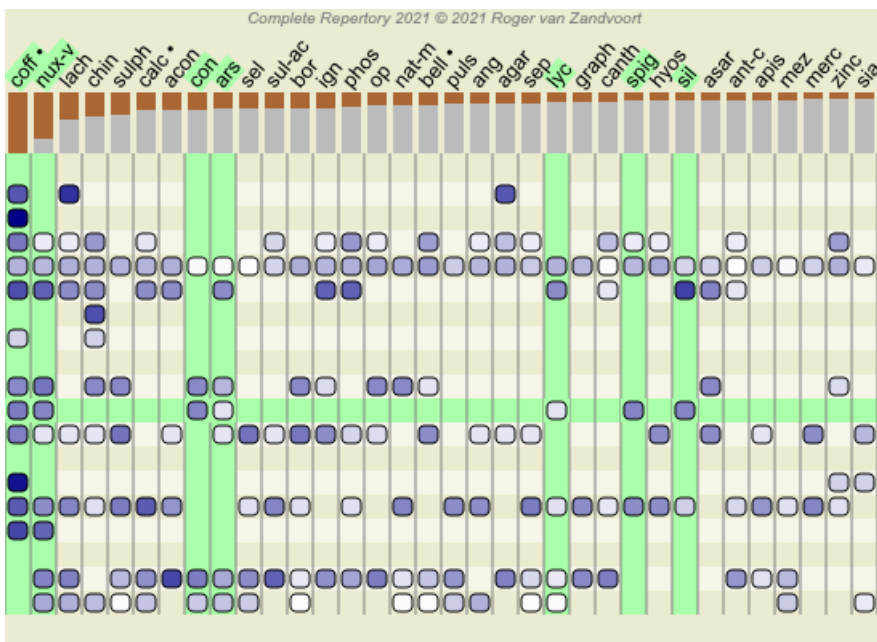 Complete Repertory 2021 © 2021 Roger van Zandvoort
coff • nux-v lach chin sulph calc • acon con ars sel sul-ac bor ign phos op nat-m bell • puls ang agar sep lyc graph canth spig hyos sil asar ant-c apis mez merc zinc sia